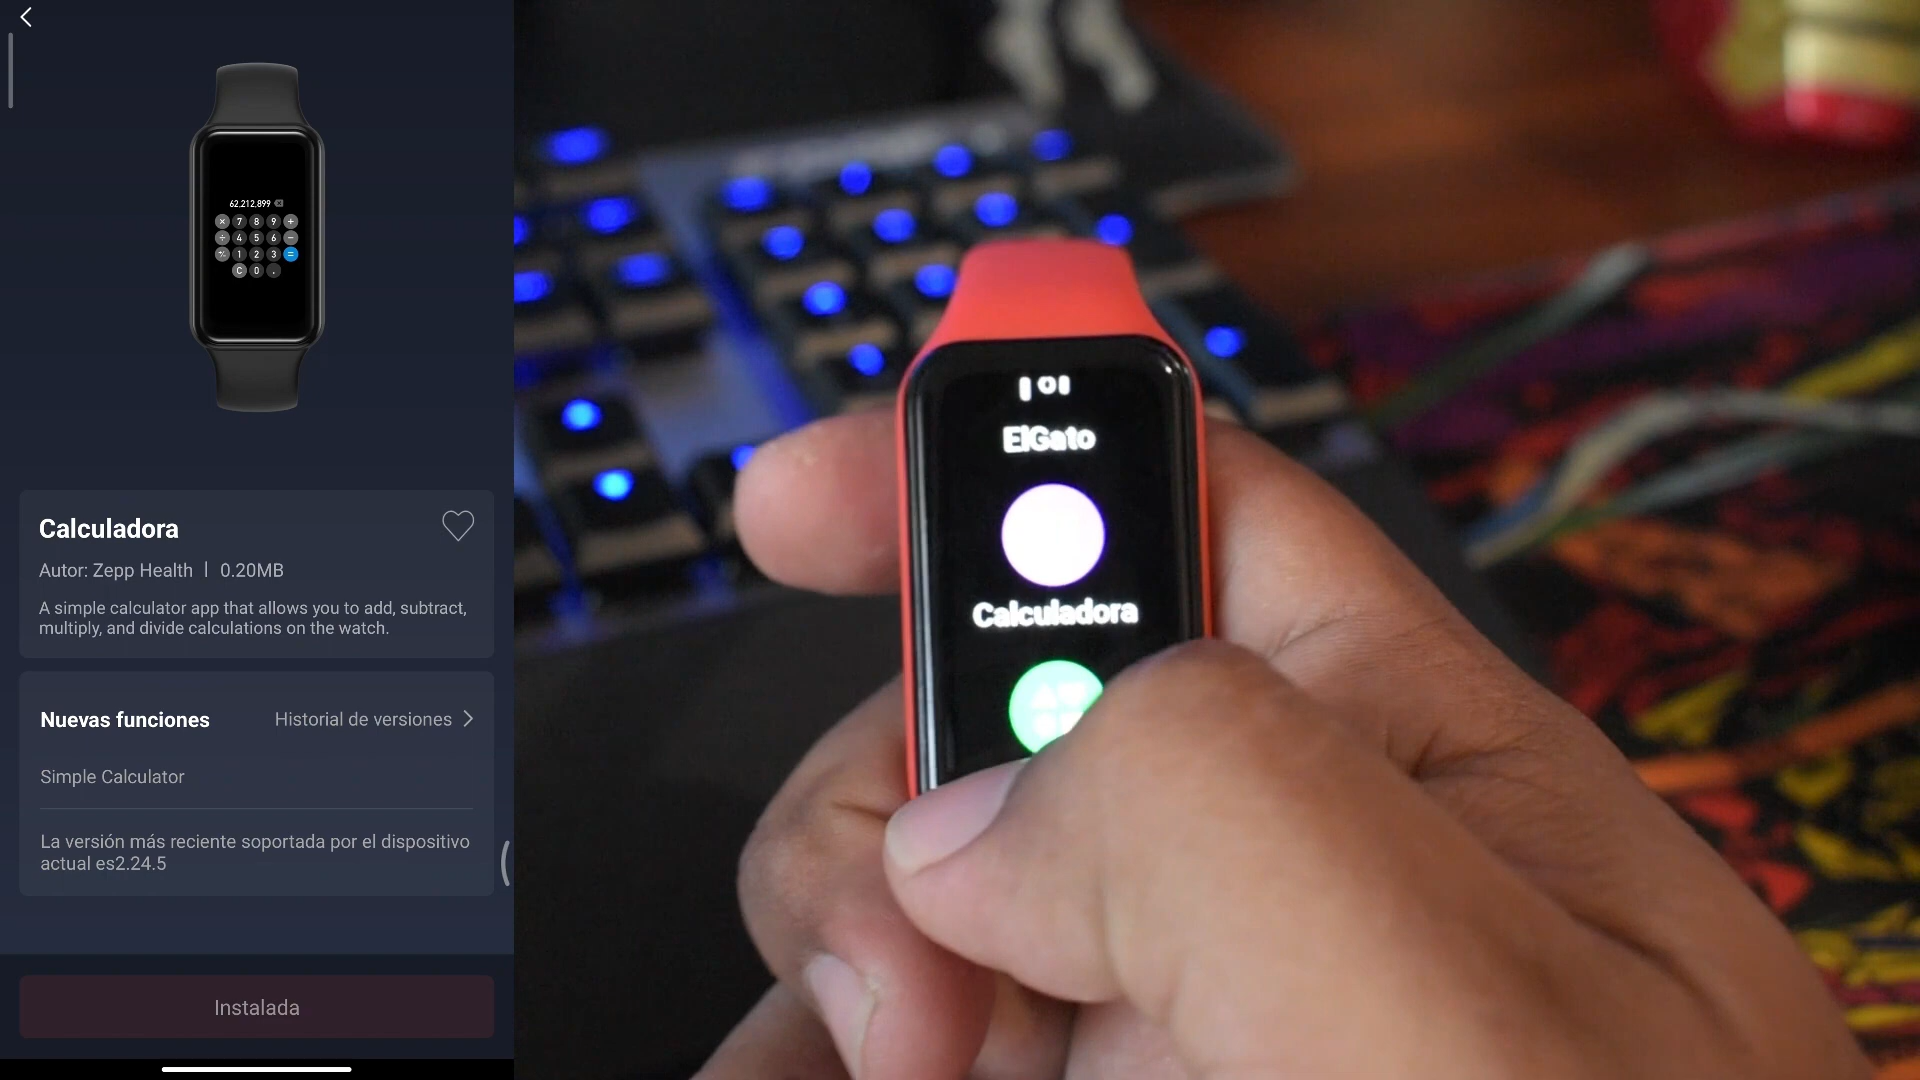 62,212,899
× 7 8 9 +
÷ 4 5 6 −
% 1 2 3 =
C 0 .
Calculadora
Autor: Zepp Health | 0.20MB
A simple calculator app that allows you to add, subtract,
multiply, and divide calculations on the watch.
Nuevas funciones
Historial de versiones
Simple Calculator
La versión más reciente soportada por el dispositivo
actual es2.24.5
Instalada
ElGato
Calculadora